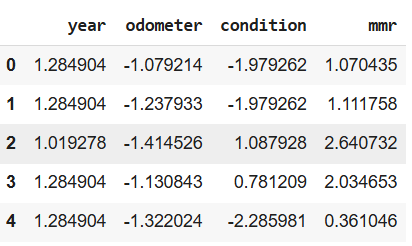 year odometer condition mmr
0 1.284904 -1.079214 -1.979262 1.070435
1 1.284904 -1.237933 -1.979262 1.111758
2 1.019278 -1.414526 1.087928 2.640732
3 1.284904 -1.130843 0.781209 2.034653
4 1.284904 -1.322024 -2.285981 0.361046